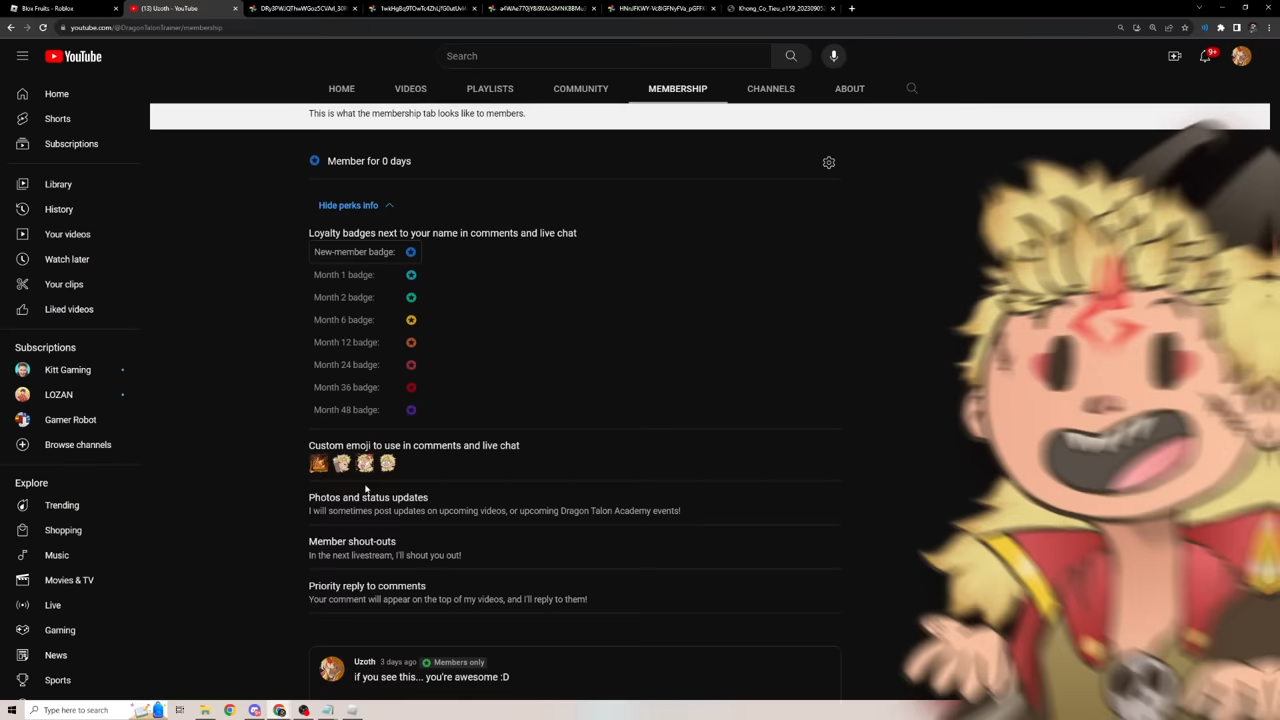 Blox Fruits - Roblox
(13) Uzoth - YouTube
youtube.com/@DragonTalonTrainer/membership
YouTube
Search
9+
HOME
VIDEOS
PLAYLISTS
COMMUNITY
MEMBERSHIP
CHANNELS
ABOUT
This is what the membership tab looks like to members.
Home
Shorts
Subscriptions
Library
History
Your videos
Watch later
Your clips
Liked videos
Subscriptions
Kitt Gaming
LOZAN
Gamer Robot
Browse channels
Explore
Trending
Shopping
Music
Movies & TV
Live
Gaming
News
Sports
Member for 0 days
Hide perks info
Loyalty badges next to your name in comments and live chat
New-member badge:
Month 1 badge:
Month 2 badge:
Month 6 badge:
Month 12 badge:
Month 24 badge:
Month 36 badge:
Month 48 badge:
Custom emoji to use in comments and live chat
Photos and status updates
I will sometimes post updates on upcoming videos, or upcoming Dragon Talon Academy events!
Member shout-outs
In the next livestream, I'll shout you out!
Priority reply to comments
Your comment will appear on the top of my videos, and I'll reply to them!
Uzoth 3 days ago Members only
if you see this... you're awesome :D
Type here to search